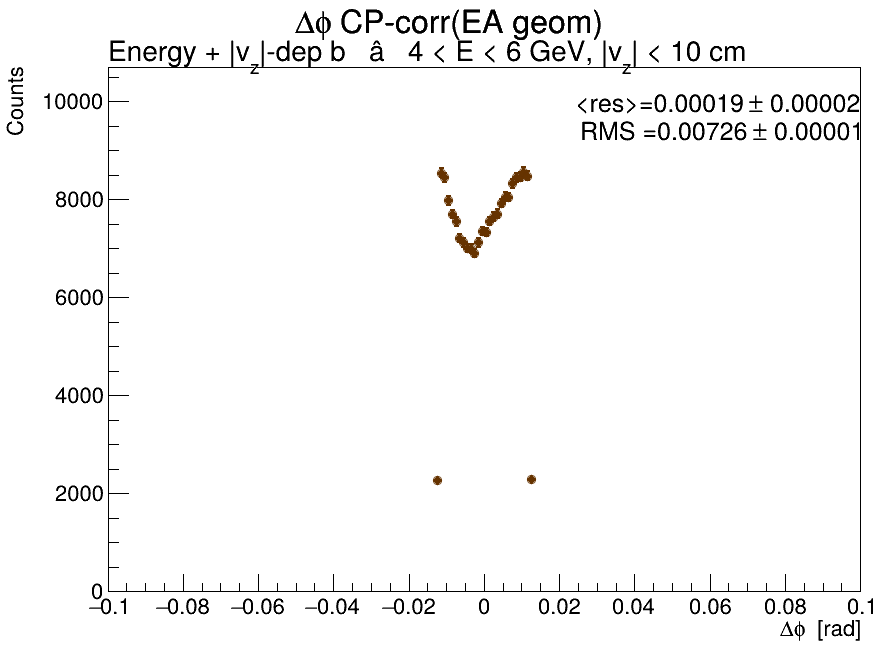 Δϕ CP-corr(EA geom)
Energy + |v_z|-dep b â 4 < E < 6 GeV, |v_z| < 10 cm
<res>=0.00019 ± 0.00002
RMS =0.00726 ± 0.00001
Counts
10000
8000
6000
4000
2000
0
−0.1 −0.08 −0.06 −0.04 −0.02 0 0.02 0.04 0.06 0.08 0.1
Δϕ [rad]